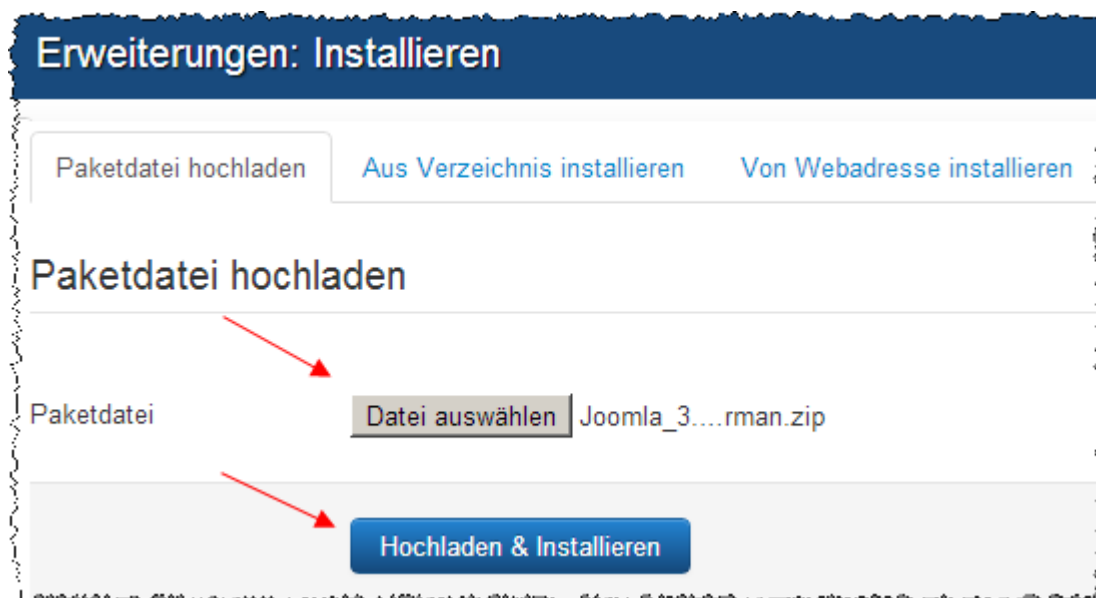 Erweiterungen: Installieren
Paketdatei hochladen Aus Verzeichnis installieren Von Webadresse installieren
Paketdatei hochladen
Paketdatei Datei auswählen Joomla_3....rman.zip
Hochladen & Installieren